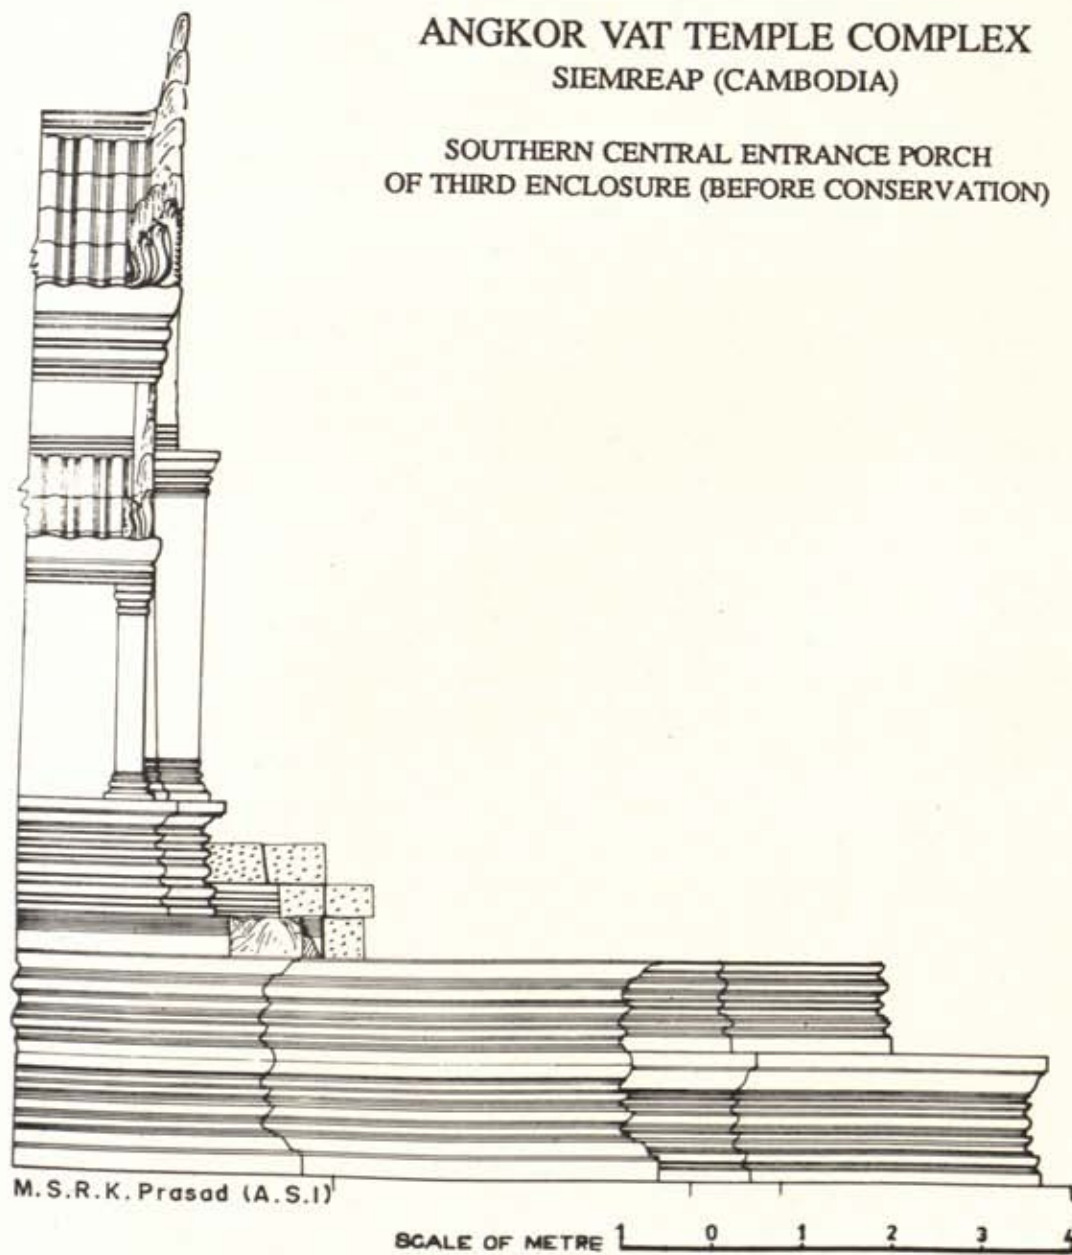 ANGKOR VAT TEMPLE COMPLEX
SIEMREAP (CAMBODIA)
SOUTHERN CENTRAL ENTRANCE PORCH
OF THIRD ENCLOSURE (BEFORE CONSERVATION)
M.S.R.K. Prasad (A.S.I)
SCALE OF METRE 1 0 1 2 3 4